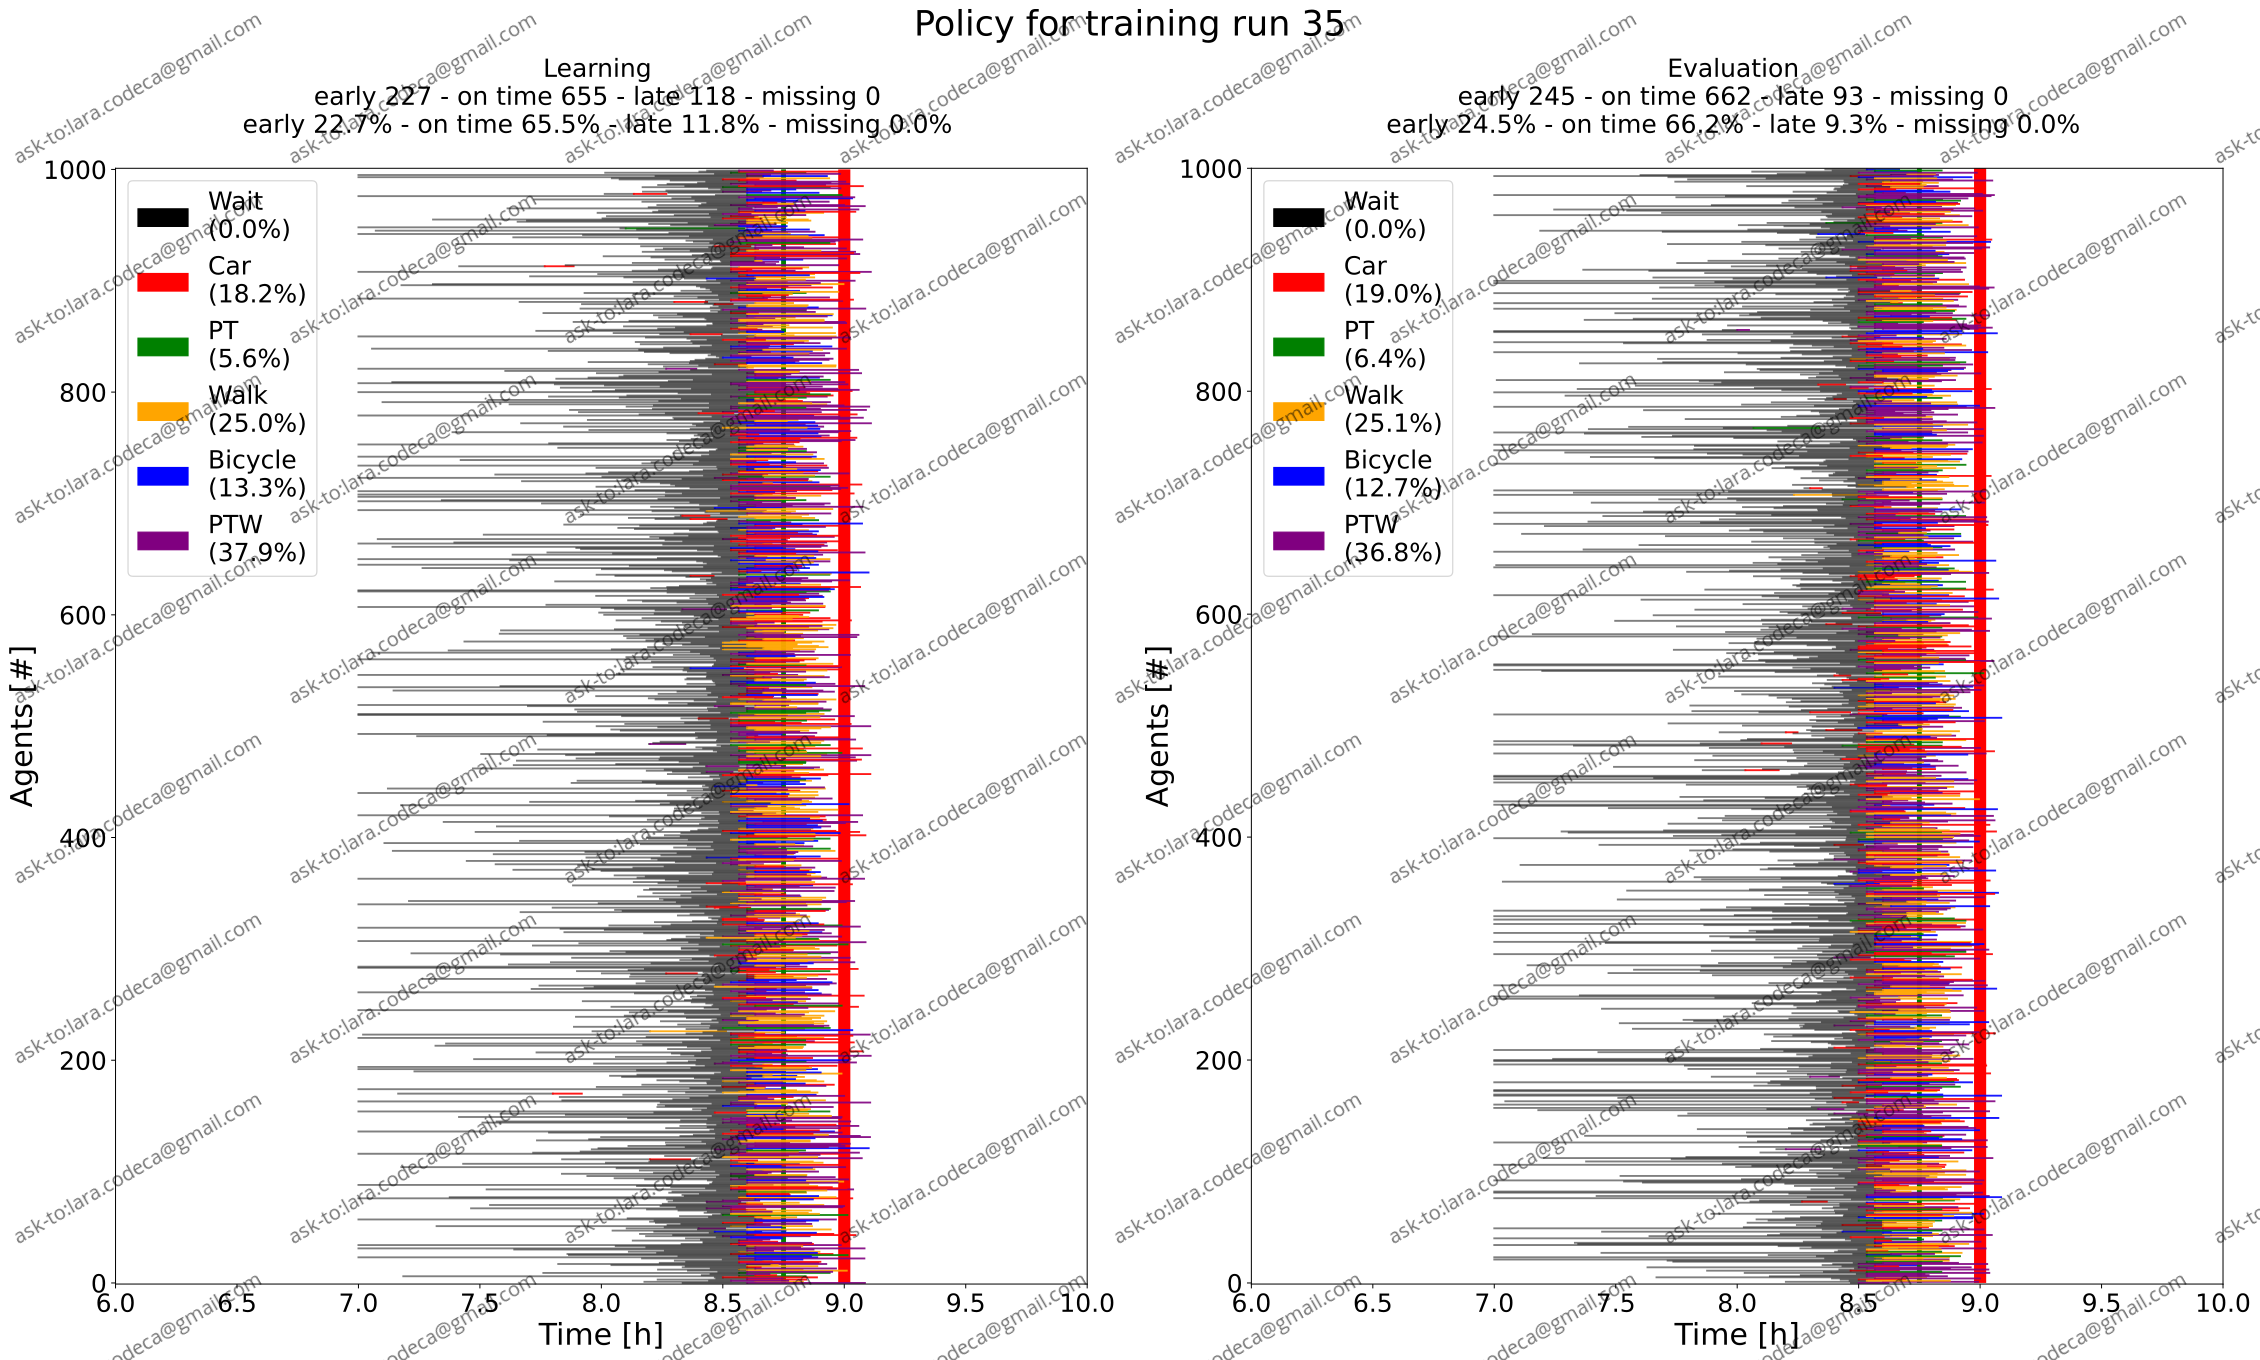 Policy for training run 35
Learning
early 227 - on time 655 - late 118 - missing 0
early 22.7% - on time 65.5% - late 11.8% - missing 0.0%
1000
800
600
400
200
0
Agents [#]
Wait
(0.0%)
Car
(18.2%)
PT
(5.6%)
Walk
(25.0%)
Bicycle
(13.3%)
PTW
(37.9%)
6.0 6.5 7.0 7.5 8.0 8.5 9.0 9.5 10.0
Time [h]
Evaluation
early 245 - on time 662 - late 93 - missing 0
early 24.5% - on time 66.2% - late 9.3% - missing 0.0%
1000
800
600
400
200
0
Agents [#]
Wait
(0.0%)
Car
(19.0%)
PT
(6.4%)
Walk
(25.1%)
Bicycle
(12.7%)
PTW
(36.8%)
6.0 6.5 7.0 7.5 8.0 8.5 9.0 9.5 10.0
Time [h]
ask-to:lara.codeca@gmail.com